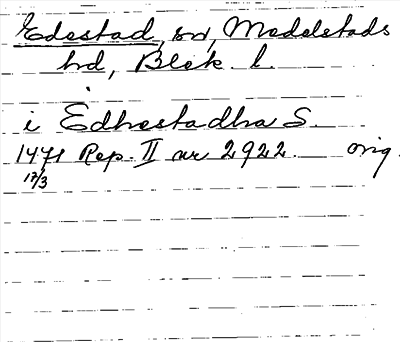 Edestad, sn, Medelstads
hd, Blek. l.
i Edhestadha S.
1471 Rep. II nr 2922. orig.
17/3